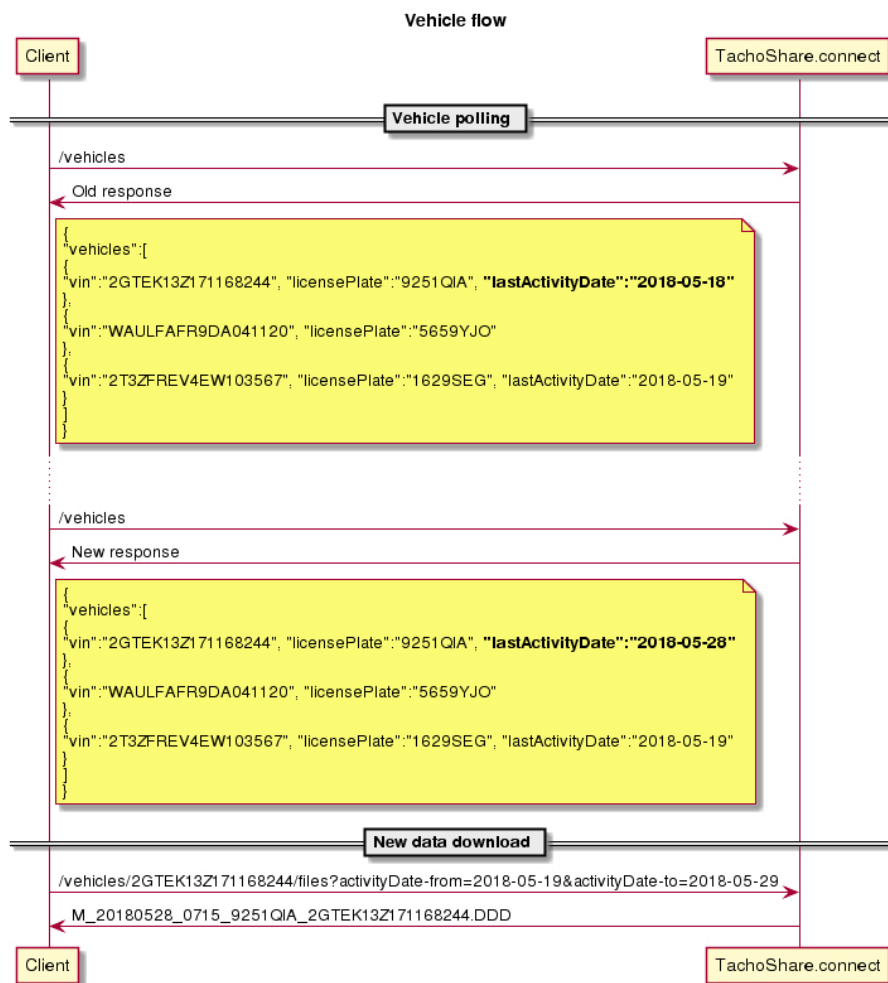 Vehicle flow
Client
TachoShare.connect
Vehicle polling
/vehicles
Old response
{
"vehicles":[
{
"vin":"2GTEK13Z171168244", "licensePlate":"9251QIA", "lastActivityDate":"2018-05-18"
},
{
"vin":"WAULFAFR9DA041120", "licensePlate":"5659YJO"
},
{
"vin":"2T3ZFREV4EW103567", "licensePlate":"1629SEG", "lastActivityDate":"2018-05-19"
}
]
}
/vehicles
New response
{
"vehicles":[
{
"vin":"2GTEK13Z171168244", "licensePlate":"9251QIA", "lastActivityDate":"2018-05-28"
},
{
"vin":"WAULFAFR9DA041120", "licensePlate":"5659YJO"
},
{
"vin":"2T3ZFREV4EW103567", "licensePlate":"1629SEG", "lastActivityDate":"2018-05-19"
}
]
}
New data download
/vehicles/2GTEK13Z171168244/files?activityDate-from=2018-05-19&activityDate-to=2018-05-29
M_20180528_0715_9251QIA_2GTEK13Z171168244.DDD
Client
TachoShare.connect